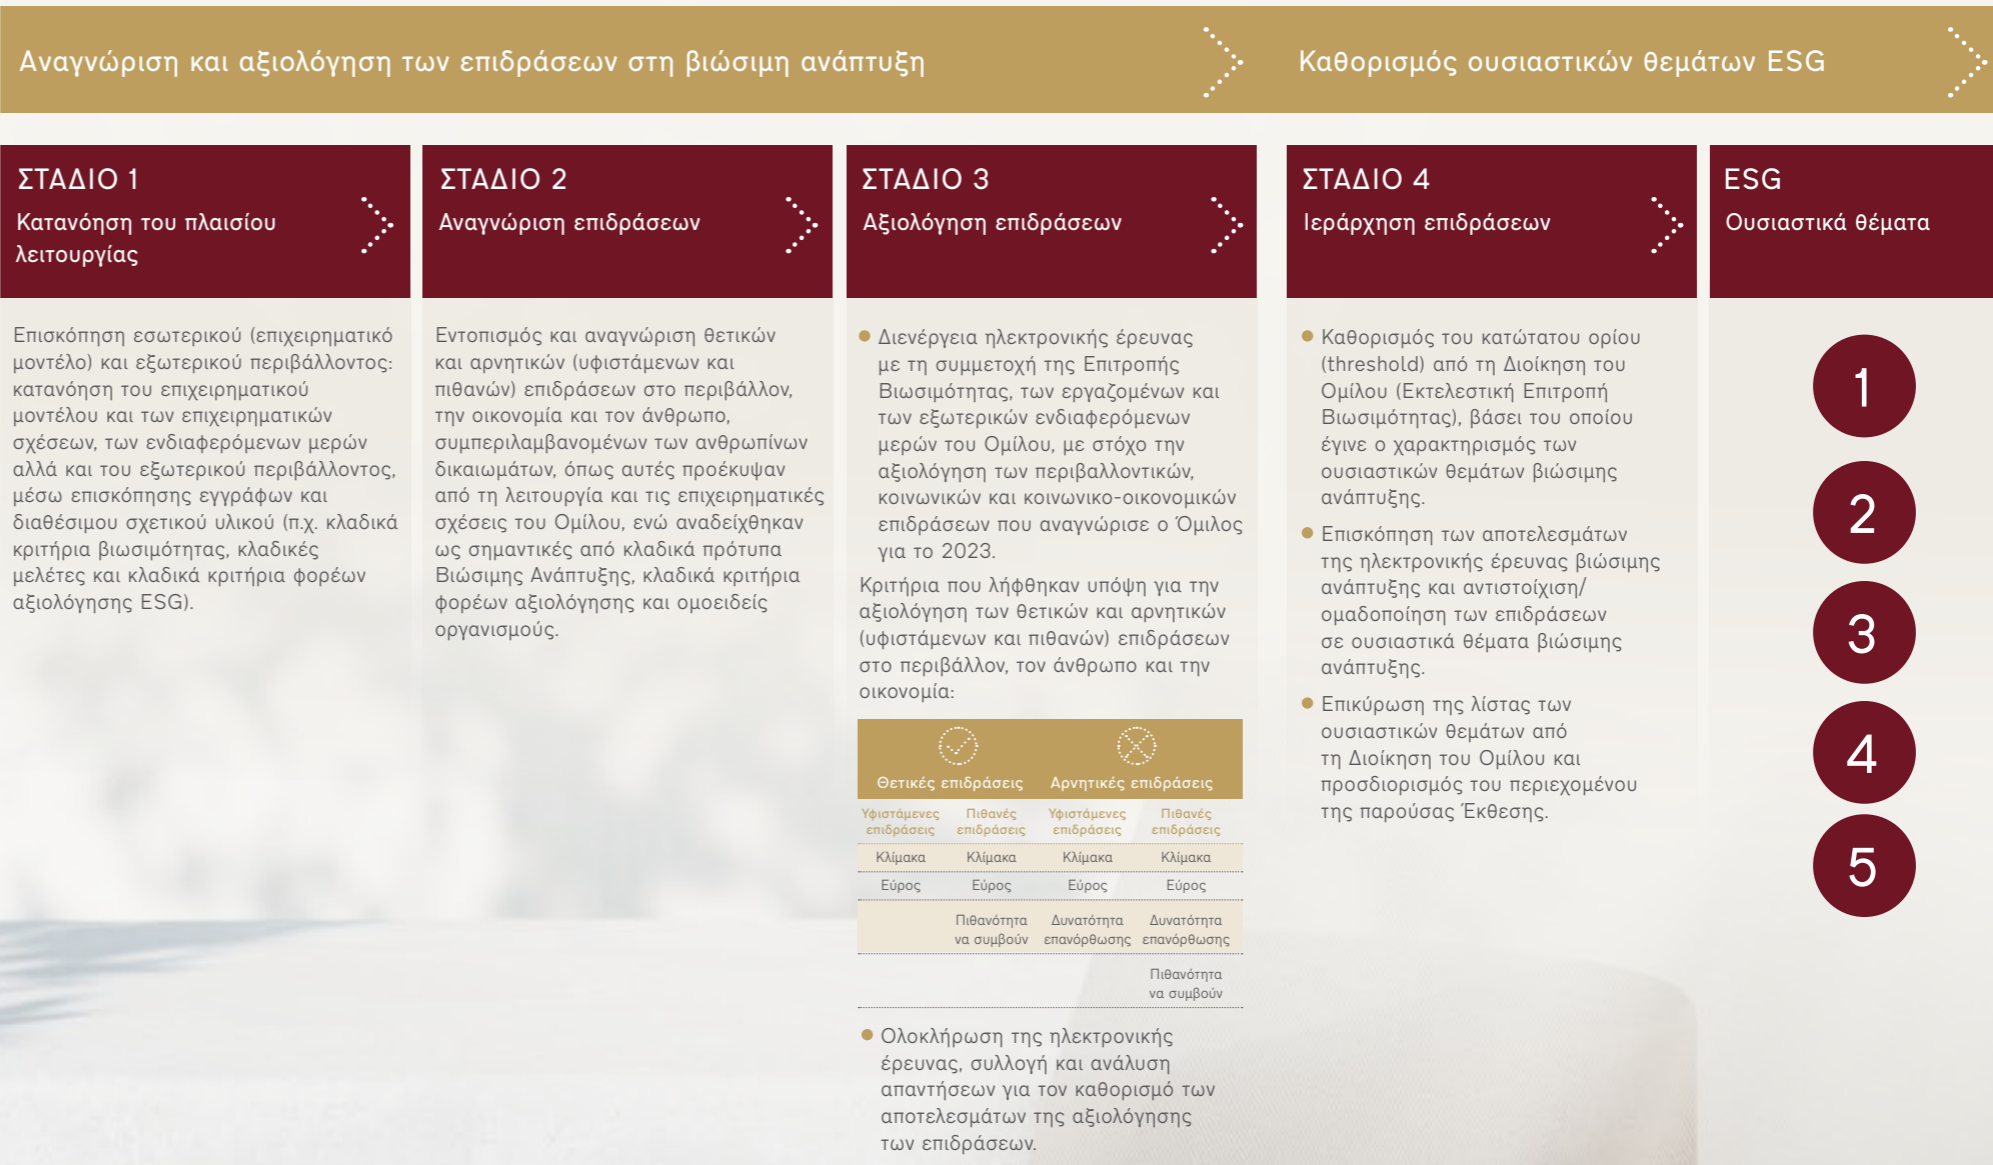 Αναγνώριση και αξιολόγηση των επιδράσεων στη βιώσιμη ανάπτυξη
Καθορισμός ουσιαστικών θεμάτων ESG
ΣΤΑΔΙΟ 1
Κατανόηση του πλαισίου
λειτουργίας
Επισκόπηση εσωτερικού (επιχειρηματικό
μοντέλο) και εξωτερικού περιβάλλοντος:
κατανόηση του επιχειρηματικού
μοντέλου και των επιχειρηματικών
σχέσεων, των ενδιαφερόμενων μερών
αλλά και του εξωτερικού περιβάλλοντος,
μέσω επισκόπησης εγγράφων και
διαθέσιμου σχετικού υλικού (π.χ. κλαδικά
κριτήρια βιωσιμότητας, κλαδικές
μελέτες και κλαδικά κριτήρια φορέων
αξιολόγησης ESG).
ΣΤΑΔΙΟ 2
Αναγνώριση επιδράσεων
Εντοπισμός και αναγνώριση θετικών
και αρνητικών (υφιστάμενων και
πιθανών) επιδράσεων στο περιβάλλον,
την οικονομία και τον άνθρωπο,
συμπεριλαμβανομένων των ανθρωπίνων
δικαιωμάτων, όπως αυτές προέκυψαν
από τη λειτουργία και τις επιχειρηματικές
σχέσεις του Ομίλου, ενώ αναδείχθηκαν
ως σημαντικές από κλαδικά πρότυπα
Βιώσιμης Ανάπτυξης, κλαδικά κριτήρια
φορέων αξιολόγησης και ομοειδείς
οργανισμούς.
ΣΤΑΔΙΟ 3
Αξιολόγηση επιδράσεων
● Διενέργεια ηλεκτρονικής έρευνας
με τη συμμετοχή της Επιτροπής
Βιωσιμότητας, των εργαζομένων και
των εξωτερικών ενδιαφερόμενων
μερών του Ομίλου, με στόχο την
αξιολόγηση των περιβαλλοντικών,
κοινωνικών και κοινωνικο-οικονομικών
επιδράσεων που αναγνώρισε ο Όμιλος
για το 2023.
Κριτήρια που λήφθηκαν υπόψη για την
αξιολόγηση των θετικών και αρνητικών
(υφιστάμενων και πιθανών) επιδράσεων
στο περιβάλλον, τον άνθρωπο και την
οικονομία:
Θετικές επιδράσεις Αρνητικές επιδράσεις
Υφιστάμενες Πιθανές Υφιστάμενες Πιθανές
επιδράσεις επιδράσεις επιδράσεις επιδράσεις
Κλίμακα Κλίμακα Κλίμακα Κλίμακα
Εύρος Εύρος Εύρος Εύρος
Πιθανότητα Δυνατότητα Δυνατότητα
να συμβούν επανόρθωσης επανόρθωσης
Πιθανότητα
να συμβούν
● Ολοκλήρωση της ηλεκτρονικής
έρευνας, συλλογή και ανάλυση
απαντήσεων για τον καθορισμό των
αποτελεσμάτων της αξιολόγησης
των επιδράσεων.
ΣΤΑΔΙΟ 4
Ιεράρχηση επιδράσεων
● Καθορισμός του κατώτατου ορίου
(threshold) από τη Διοίκηση του
Ομίλου (Εκτελεστική Επιτροπή
Βιωσιμότητας), βάσει του οποίου
έγινε ο χαρακτηρισμός των
ουσιαστικών θεμάτων βιώσιμης
ανάπτυξης.
● Επισκόπηση των αποτελεσμάτων
της ηλεκτρονικής έρευνας βιώσιμης
ανάπτυξης και αντιστοίχιση/
ομαδοποίηση των επιδράσεων
σε ουσιαστικά θέματα βιώσιμης
ανάπτυξης.
● Επικύρωση της λίστας των
ουσιαστικών θεμάτων από
τη Διοίκηση του Ομίλου και
προσδιορισμός του περιεχομένου
της παρούσας Έκθεσης.
ESG
Ουσιαστικά θέματα
1
2
3
4
5